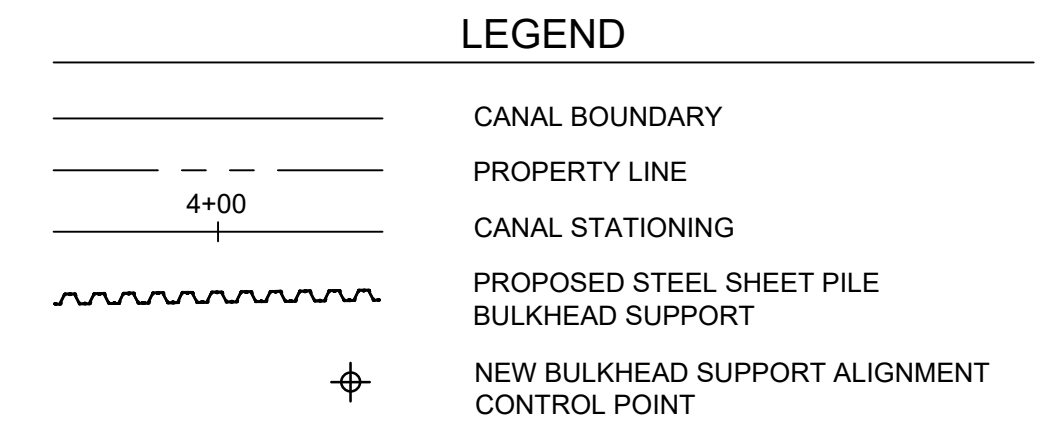 LEGEND
CANAL BOUNDARY
PROPERTY LINE
4+00
CANAL STATIONING
PROPOSED STEEL SHEET PILE
BULKHEAD SUPPORT
NEW BULKHEAD SUPPORT ALIGNMENT
CONTROL POINT